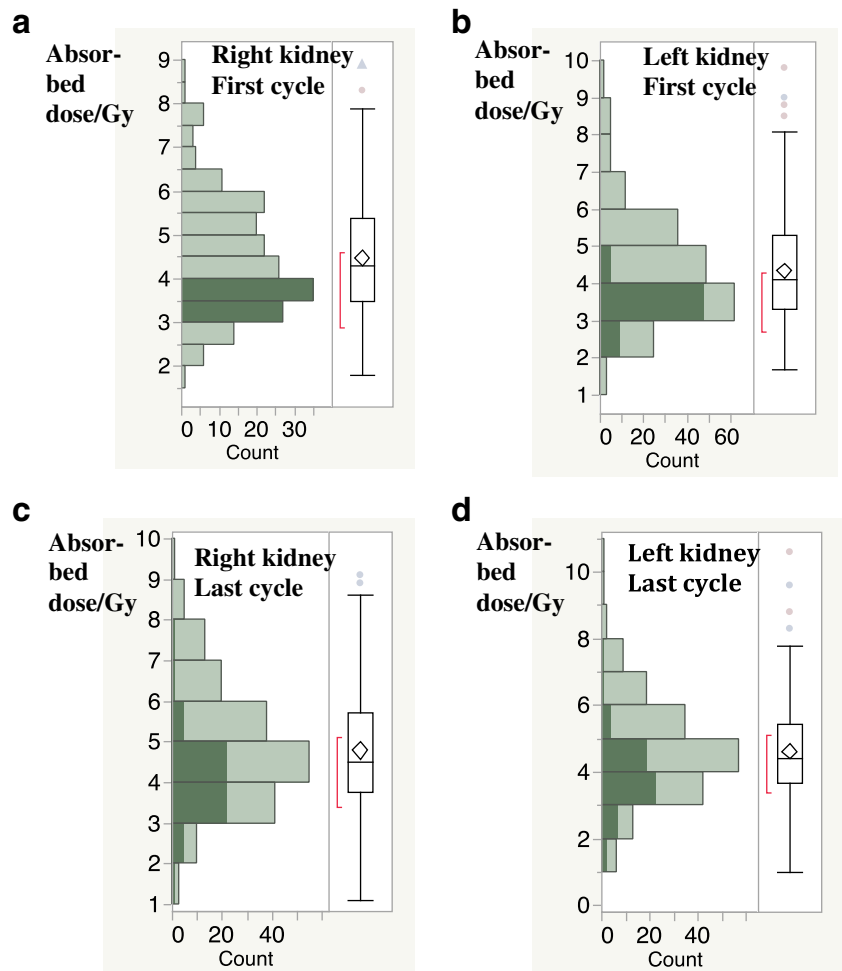 a
Absor-
bed
dose/Gy
Right kidney
First cycle
9
8
7
6
5
4
3
2
0 10 20 30
Count
b
Absor-
bed
dose/Gy
Left kidney
First cycle
10
9
8
7
6
5
4
3
2
1
0 20 40 60
Count
c
Absor-
bed
dose/Gy
Right kidney
Last cycle
10
9
8
7
6
5
4
3
2
1
0 20 40
Count
d
Absor-
bed
dose/Gy
Left kidney
Last cycle
10
8
6
4
2
0
0 20 40
Count